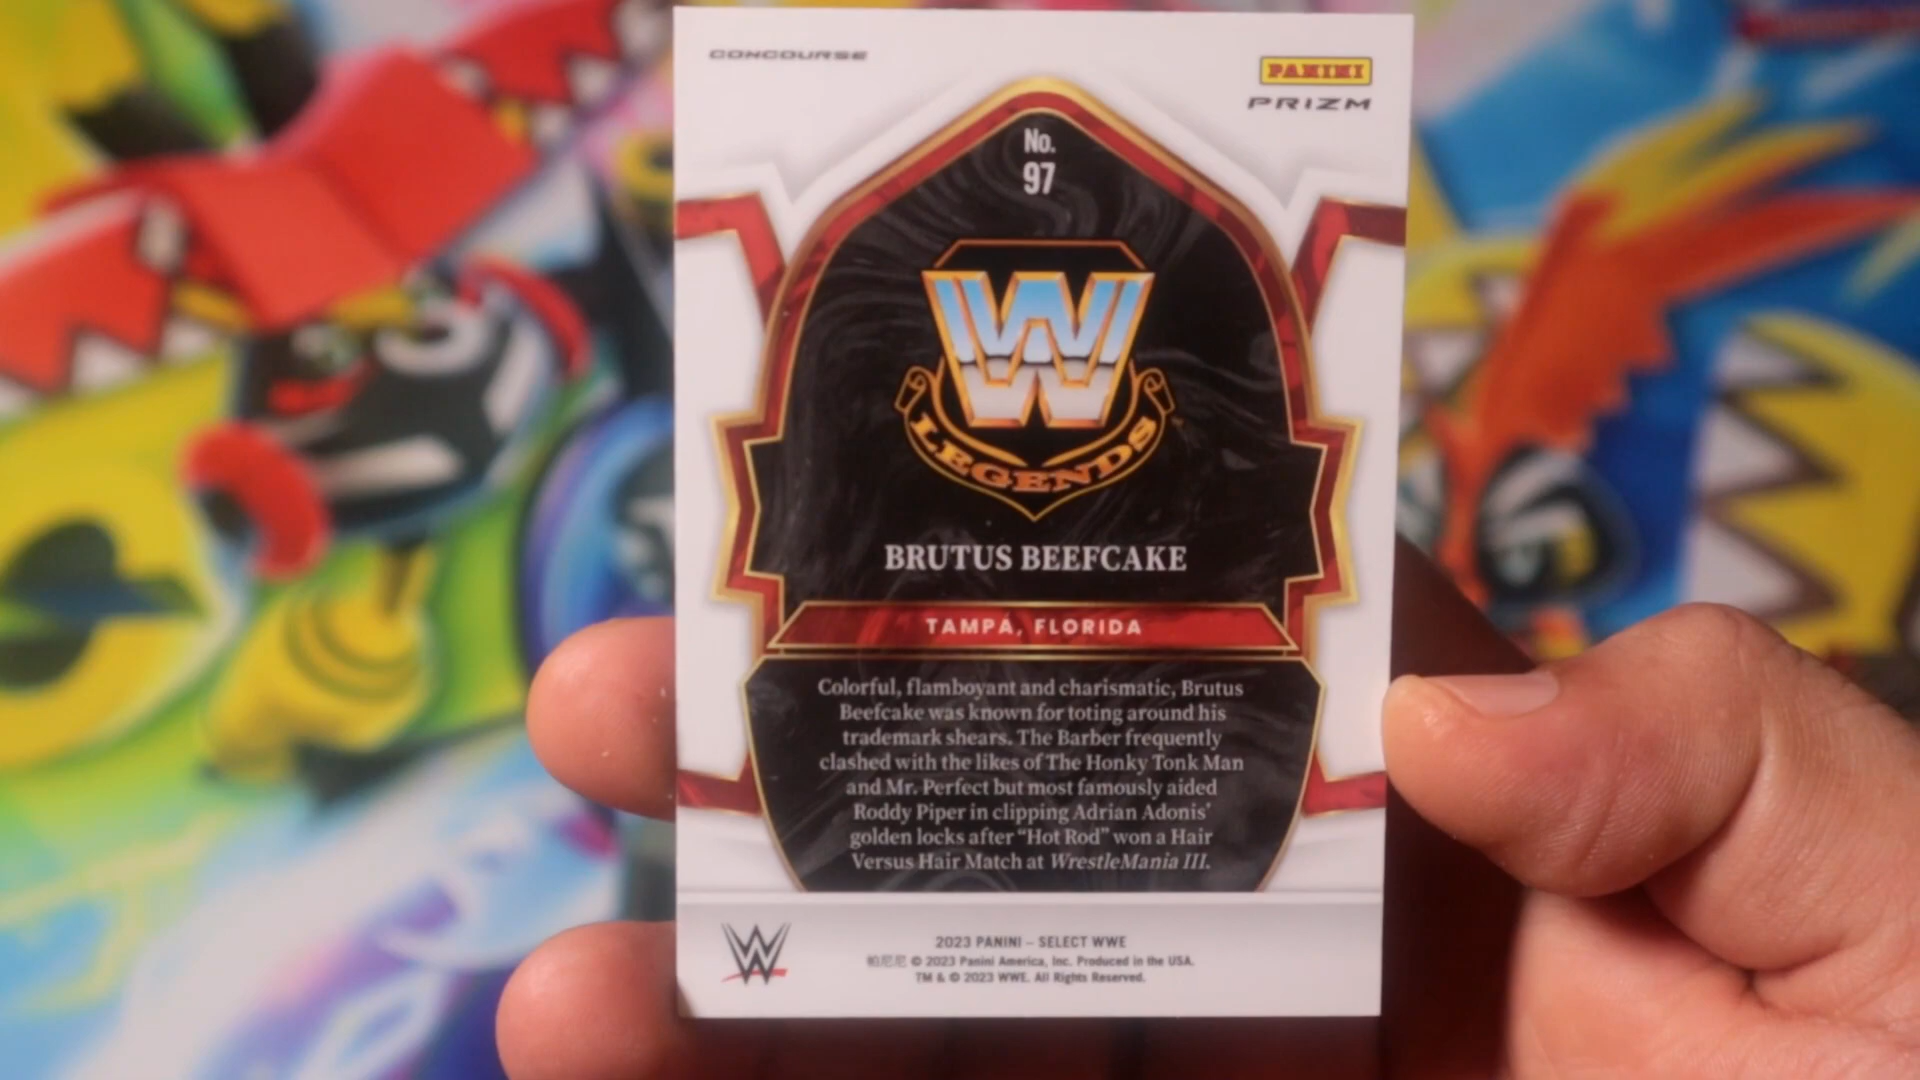 CONCOURSE
PANINI
PRIZM
No.
97
W
LEGENDS
BRUTUS BEEFCAKE
TAMPA, FLORIDA
Colorful, flamboyant and charismatic, Brutus
Beefcake was known for toting around his
trademark shears. The Barber frequently
clashed with the likes of The Honky Tonk Man
and Mr. Perfect but most famously aided
Roddy Piper in clipping Adrian Adonis'
golden locks after “Hot Rod” won a Hair
Versus Hair Match at WrestleMania III.
W
2023 PANINI – SELECT WWE
帕尼尼 © 2023 Panini America, Inc. Produced in the USA.
TM & © 2023 WWE. All Rights Reserved.